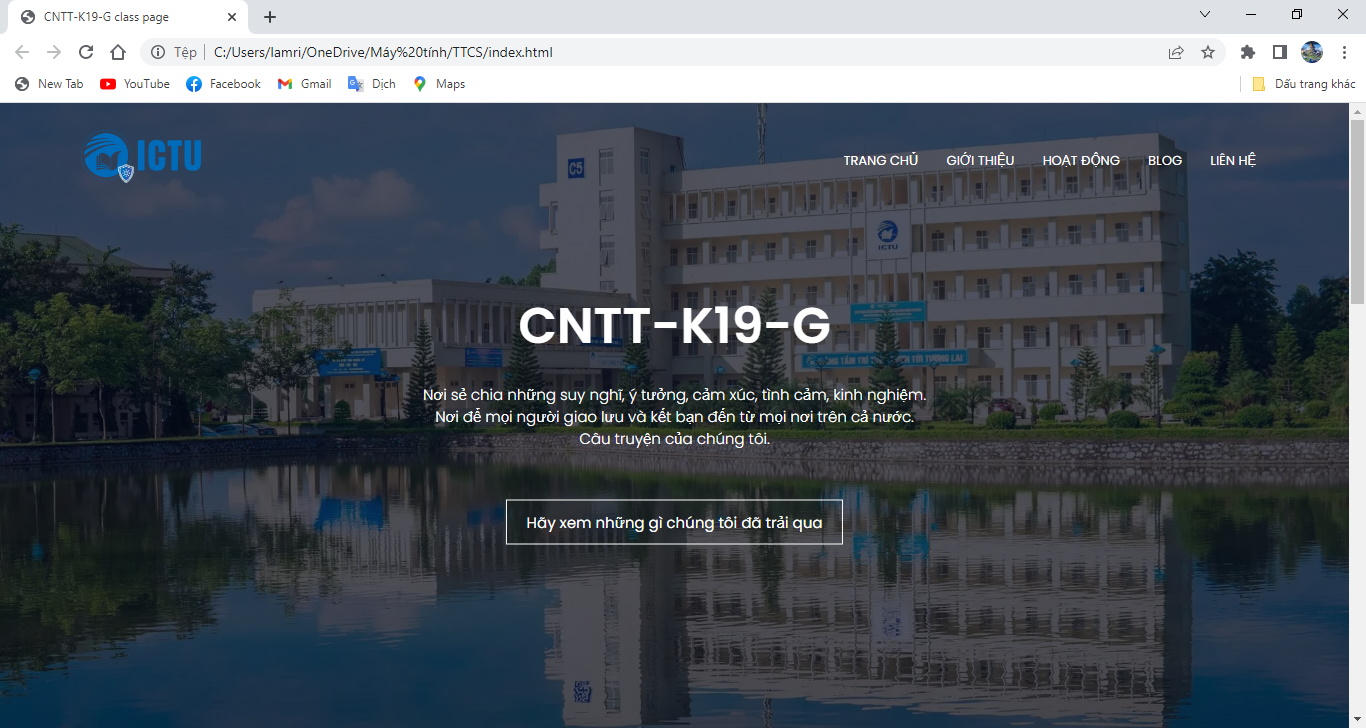 CNTT-K19-G class page
Tệp
C:/Users/lamri/OneDrive/Máy%20tính/TTCS/index.html
New Tab
YouTube
Facebook
Gmail
Dịch
Maps
Dấu trang khác
ICTU
TRANG CHỦ
GIỚI THIỆU
HOẠT ĐỘNG
BLOG
LIÊN HỆ
C5
ICTU
CNTT-K19-G
Nơi sẻ chia những suy nghĩ, ý tưởng, cảm xúc, tình cảm, kinh nghiệm.
Nơi để mọi người giao lưu và kết bạn đến từ mọi nơi trên cả nước.
Câu truyện của chúng tôi.
Hãy xem những gì chúng tôi đã trải qua